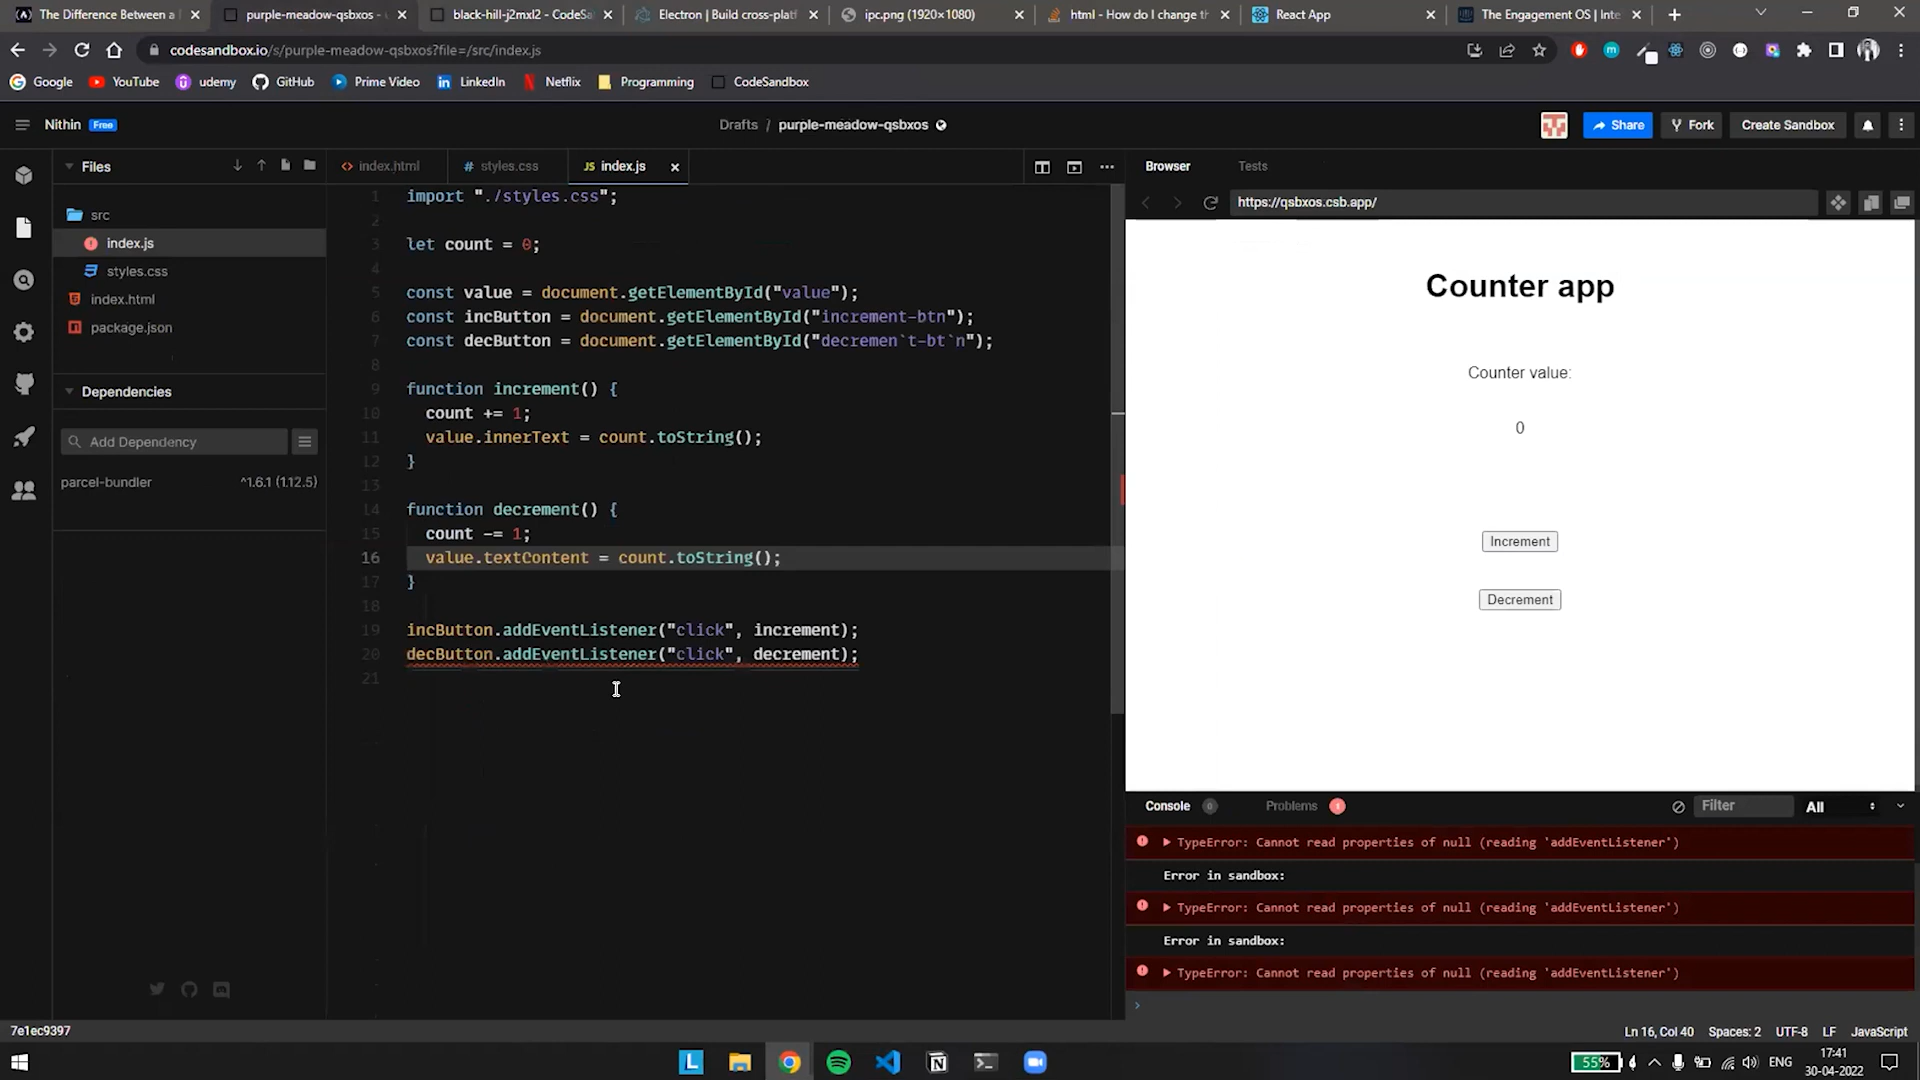 The Difference Between a
purple-meadow-qsbxos -
black-hill-j2mxl2 - CodeSa
Electron | Build cross-platf
ipc.png (1920×1080)
html - How do I change th
React App
The Engagement OS | Inte
codesandbox.io/s/purple-meadow-qsbxos?file=/src/index.js
Google YouTube udemy GitHub Prime Video LinkedIn Netflix Programming CodeSandbox
Nithin Free
Drafts / purple-meadow-qsbxos
Share Fork Create Sandbox
Files
index.html styles.css JS index.js
Browser Tests
https://qsbxos.csb.app/
src
index.js
styles.css
index.html
package.json
Dependencies
Add Dependency
parcel-bundler ^1.6.1 (1.12.5)
1 import "./styles.css";
2
3 let count = 0;
4
5 const value = document.getElementById("value");
6 const incButton = document.getElementById("increment-btn");
7 const decButton = document.getElementById("decremen`t-bt`n");
8
9 function increment() {
10 count += 1;
11 value.innerText = count.toString();
12 }
13
14 function decrement() {
15 count -= 1;
16 value.textContent = count.toString();
17 }
18
19 incButton.addEventListener("click", increment);
20 decButton.addEventListener("click", decrement);
21
Counter app
Counter value:
0
Increment
Decrement
Console 0 Problems 1 Filter All
TypeError: Cannot read properties of null (reading 'addEventListener')
Error in sandbox:
TypeError: Cannot read properties of null (reading 'addEventListener')
Error in sandbox:
TypeError: Cannot read properties of null (reading 'addEventListener')
7e1ec9397
Ln 16, Col 40 Spaces: 2 UTF-8 LF JavaScript
L
55%
ENG
17:41
30-04-2022